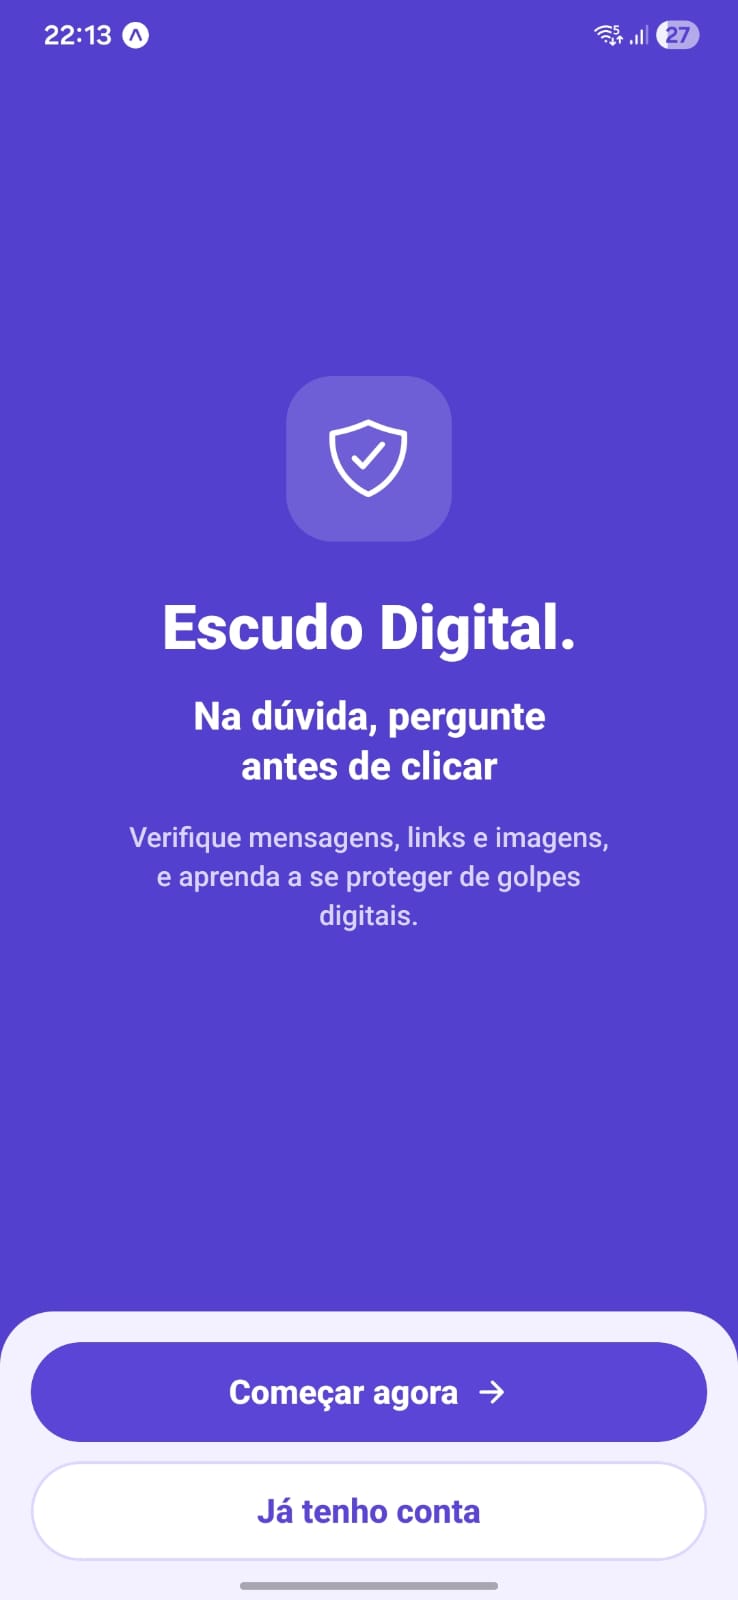 22:13
5
27
Escudo Digital.
Na dúvida, pergunte
antes de clicar
Verifique mensagens, links e imagens,
e aprenda a se proteger de golpes
digitais.
Começar agora →
Já tenho conta